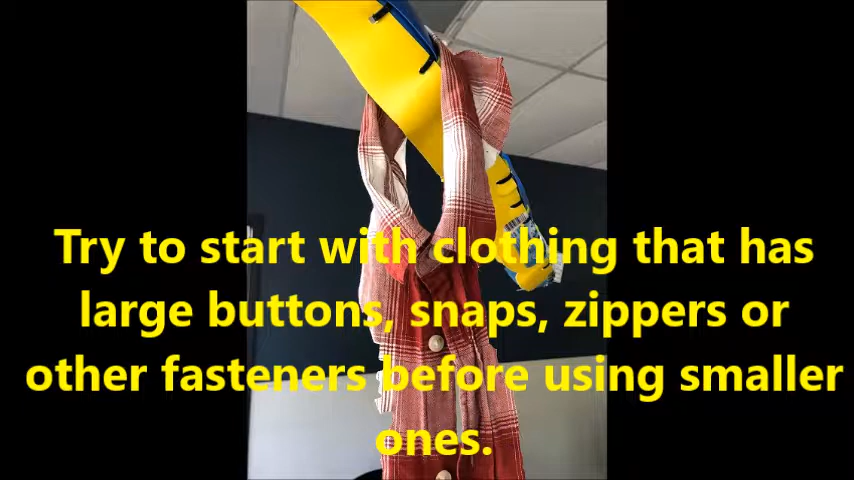 Try to start with clothing that has
large buttons, snaps, zippers or
other fasteners before using smaller
ones.